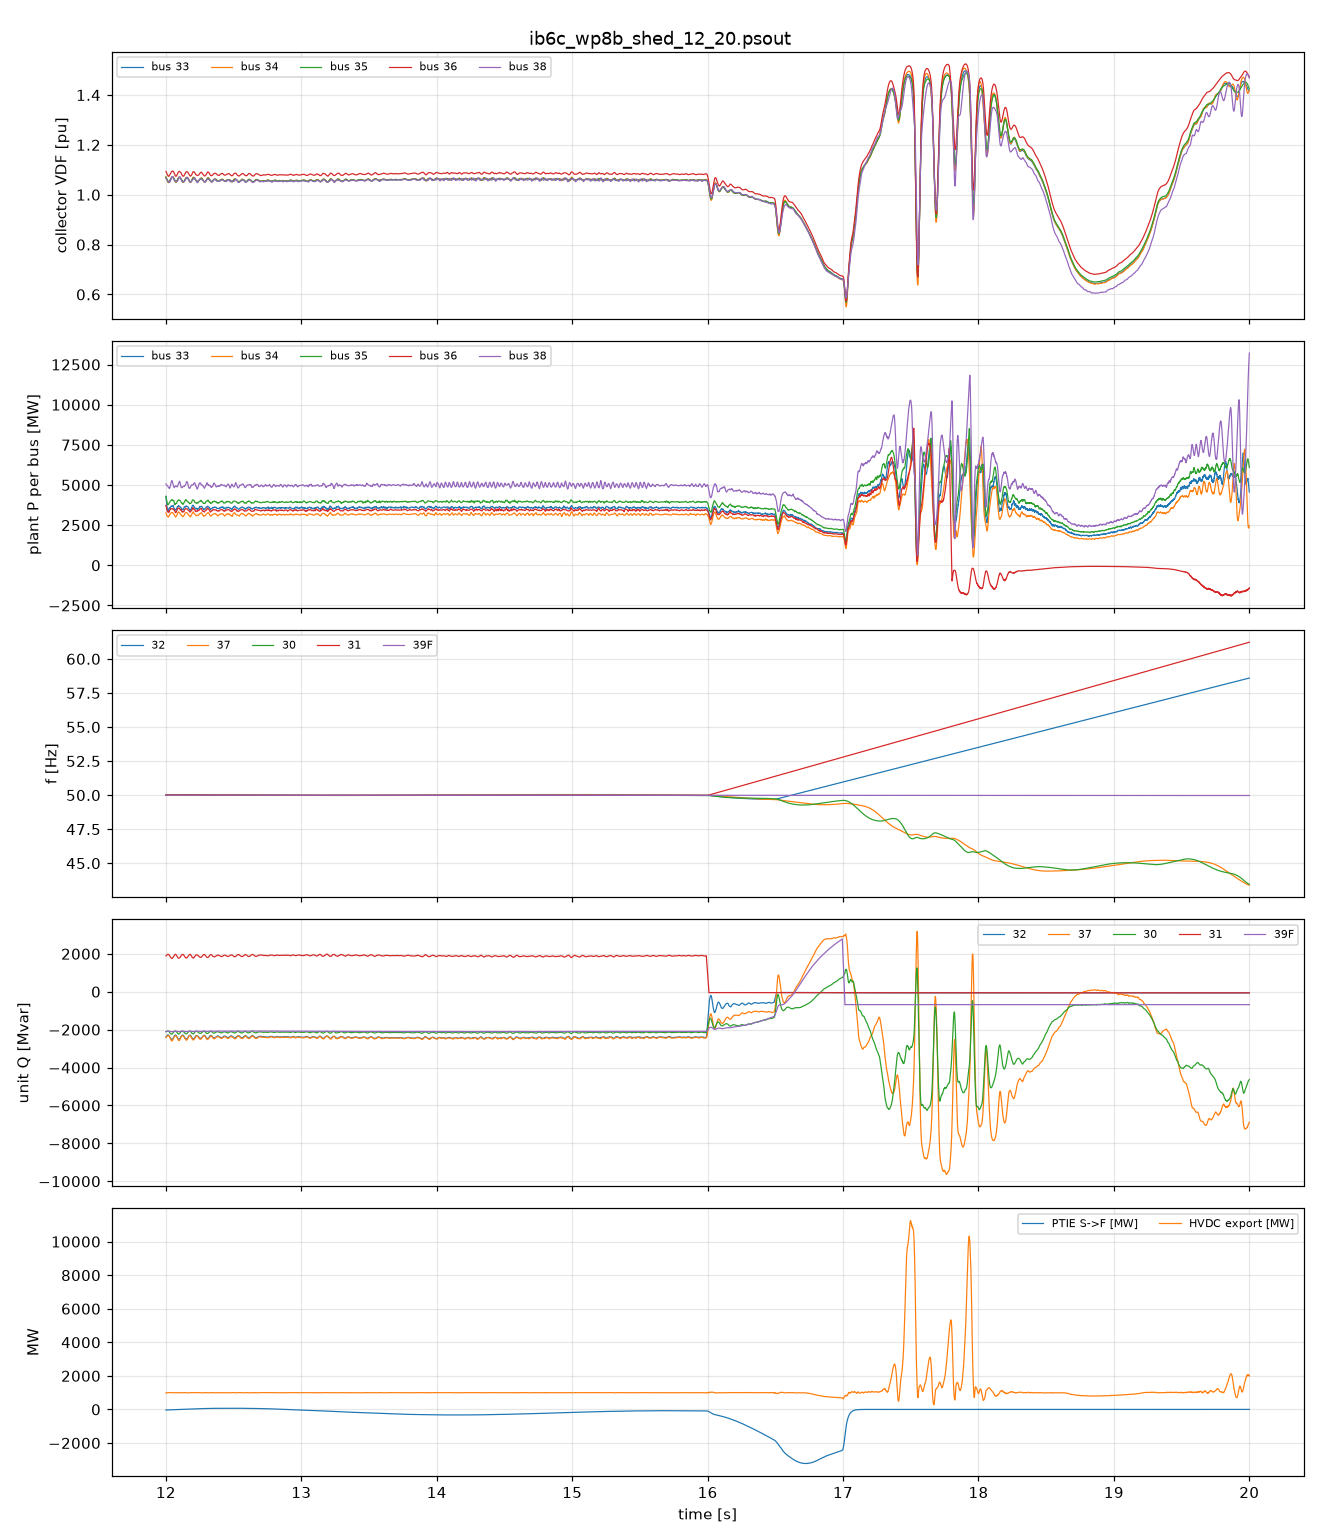 ib6c_wp8b_shed_12_20.psout
bus 33 bus 34 bus 35 bus 36 bus 38
collector VDF [pu]
1.4
1.2
1.0
0.8
0.6
bus 33 bus 34 bus 35 bus 36 bus 38
plant P per bus [MW]
12500
10000
7500
5000
2500
0
−2500
32 37 30 31 39F
f [Hz]
60.0
57.5
55.0
52.5
50.0
47.5
45.0
32 37 30 31 39F
unit Q [Mvar]
2000
0
−2000
−4000
−6000
−8000
−10000
PTIE S->F [MW] HVDC export [MW]
MW
10000
8000
6000
4000
2000
0
−2000
12 13 14 15 16 17 18 19 20
time [s]